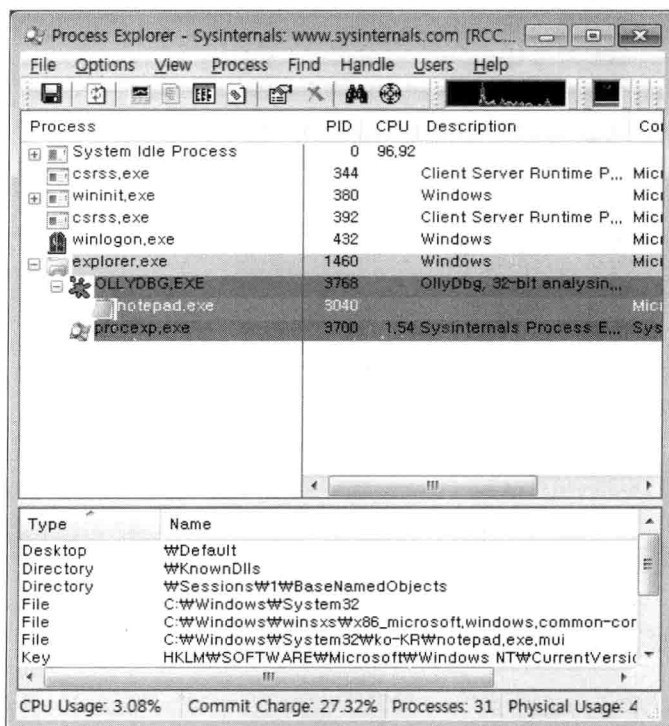 Process Explorer - Sysinternals: www.sysinternals.com [RCC...
File Options View Process Find Handle Users Help
Process PID CPU Description Co
System Idle Process 0 96,92
csrss,exe 344 Client Server Runtime P,,, Micr
wininit,exe 380 Windows Micr
csrss,exe 392 Client Server Runtime P,,, Micr
winlogon,exe 432 Windows Micr
explorer,exe 1460 Windows Micr
OLLYDBG,EXE 3768 OllyDbg, 32-bit analysin,,,
notepad,exe 3040 Micr
procexp,exe 3700 1,54 Sysinternals Process E,,, Sys
Type Name
Desktop ₩Default
Directory ₩KnownDlls
Directory ₩Sessions₩1₩BaseNamedObjects
File C:₩Windows₩System32
File C:₩Windows₩winsxs₩x86_microsoft,windows,common-cor
File C:₩Windows₩System32₩ko-KR₩notepad,exe,mui
Key HKLM₩SOFTWARE₩Microsoft₩Windows NT₩CurrentVersic
CPU Usage: 3.08% Commit Charge: 27.32% Processes: 31 Physical Usage: 4